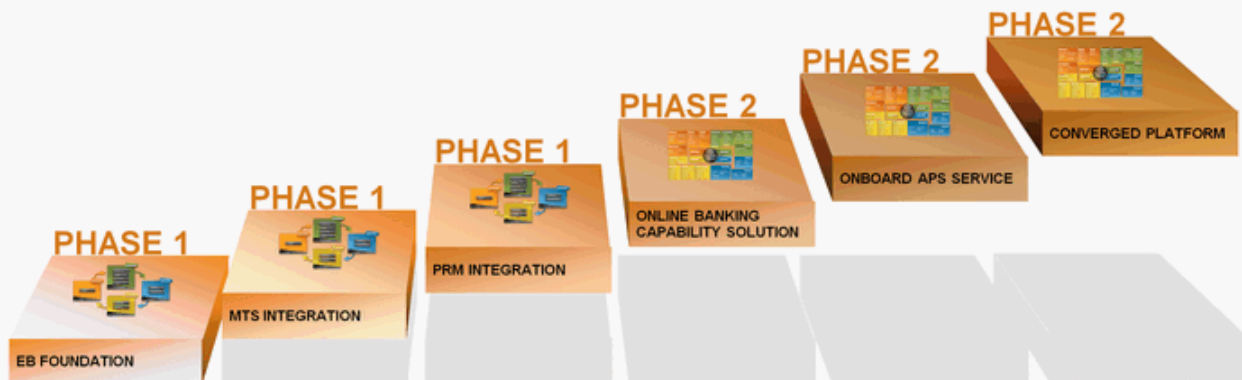 PHASE 1
EB FOUNDATION
PHASE 1
MTS INTEGRATION
PHASE 1
PRM INTEGRATION
PHASE 2
ONLINE BANKING
CAPABILITY SOLUTION
PHASE 2
ONBOARD APS SERVICE
PHASE 2
CONVERGED PLATFORM